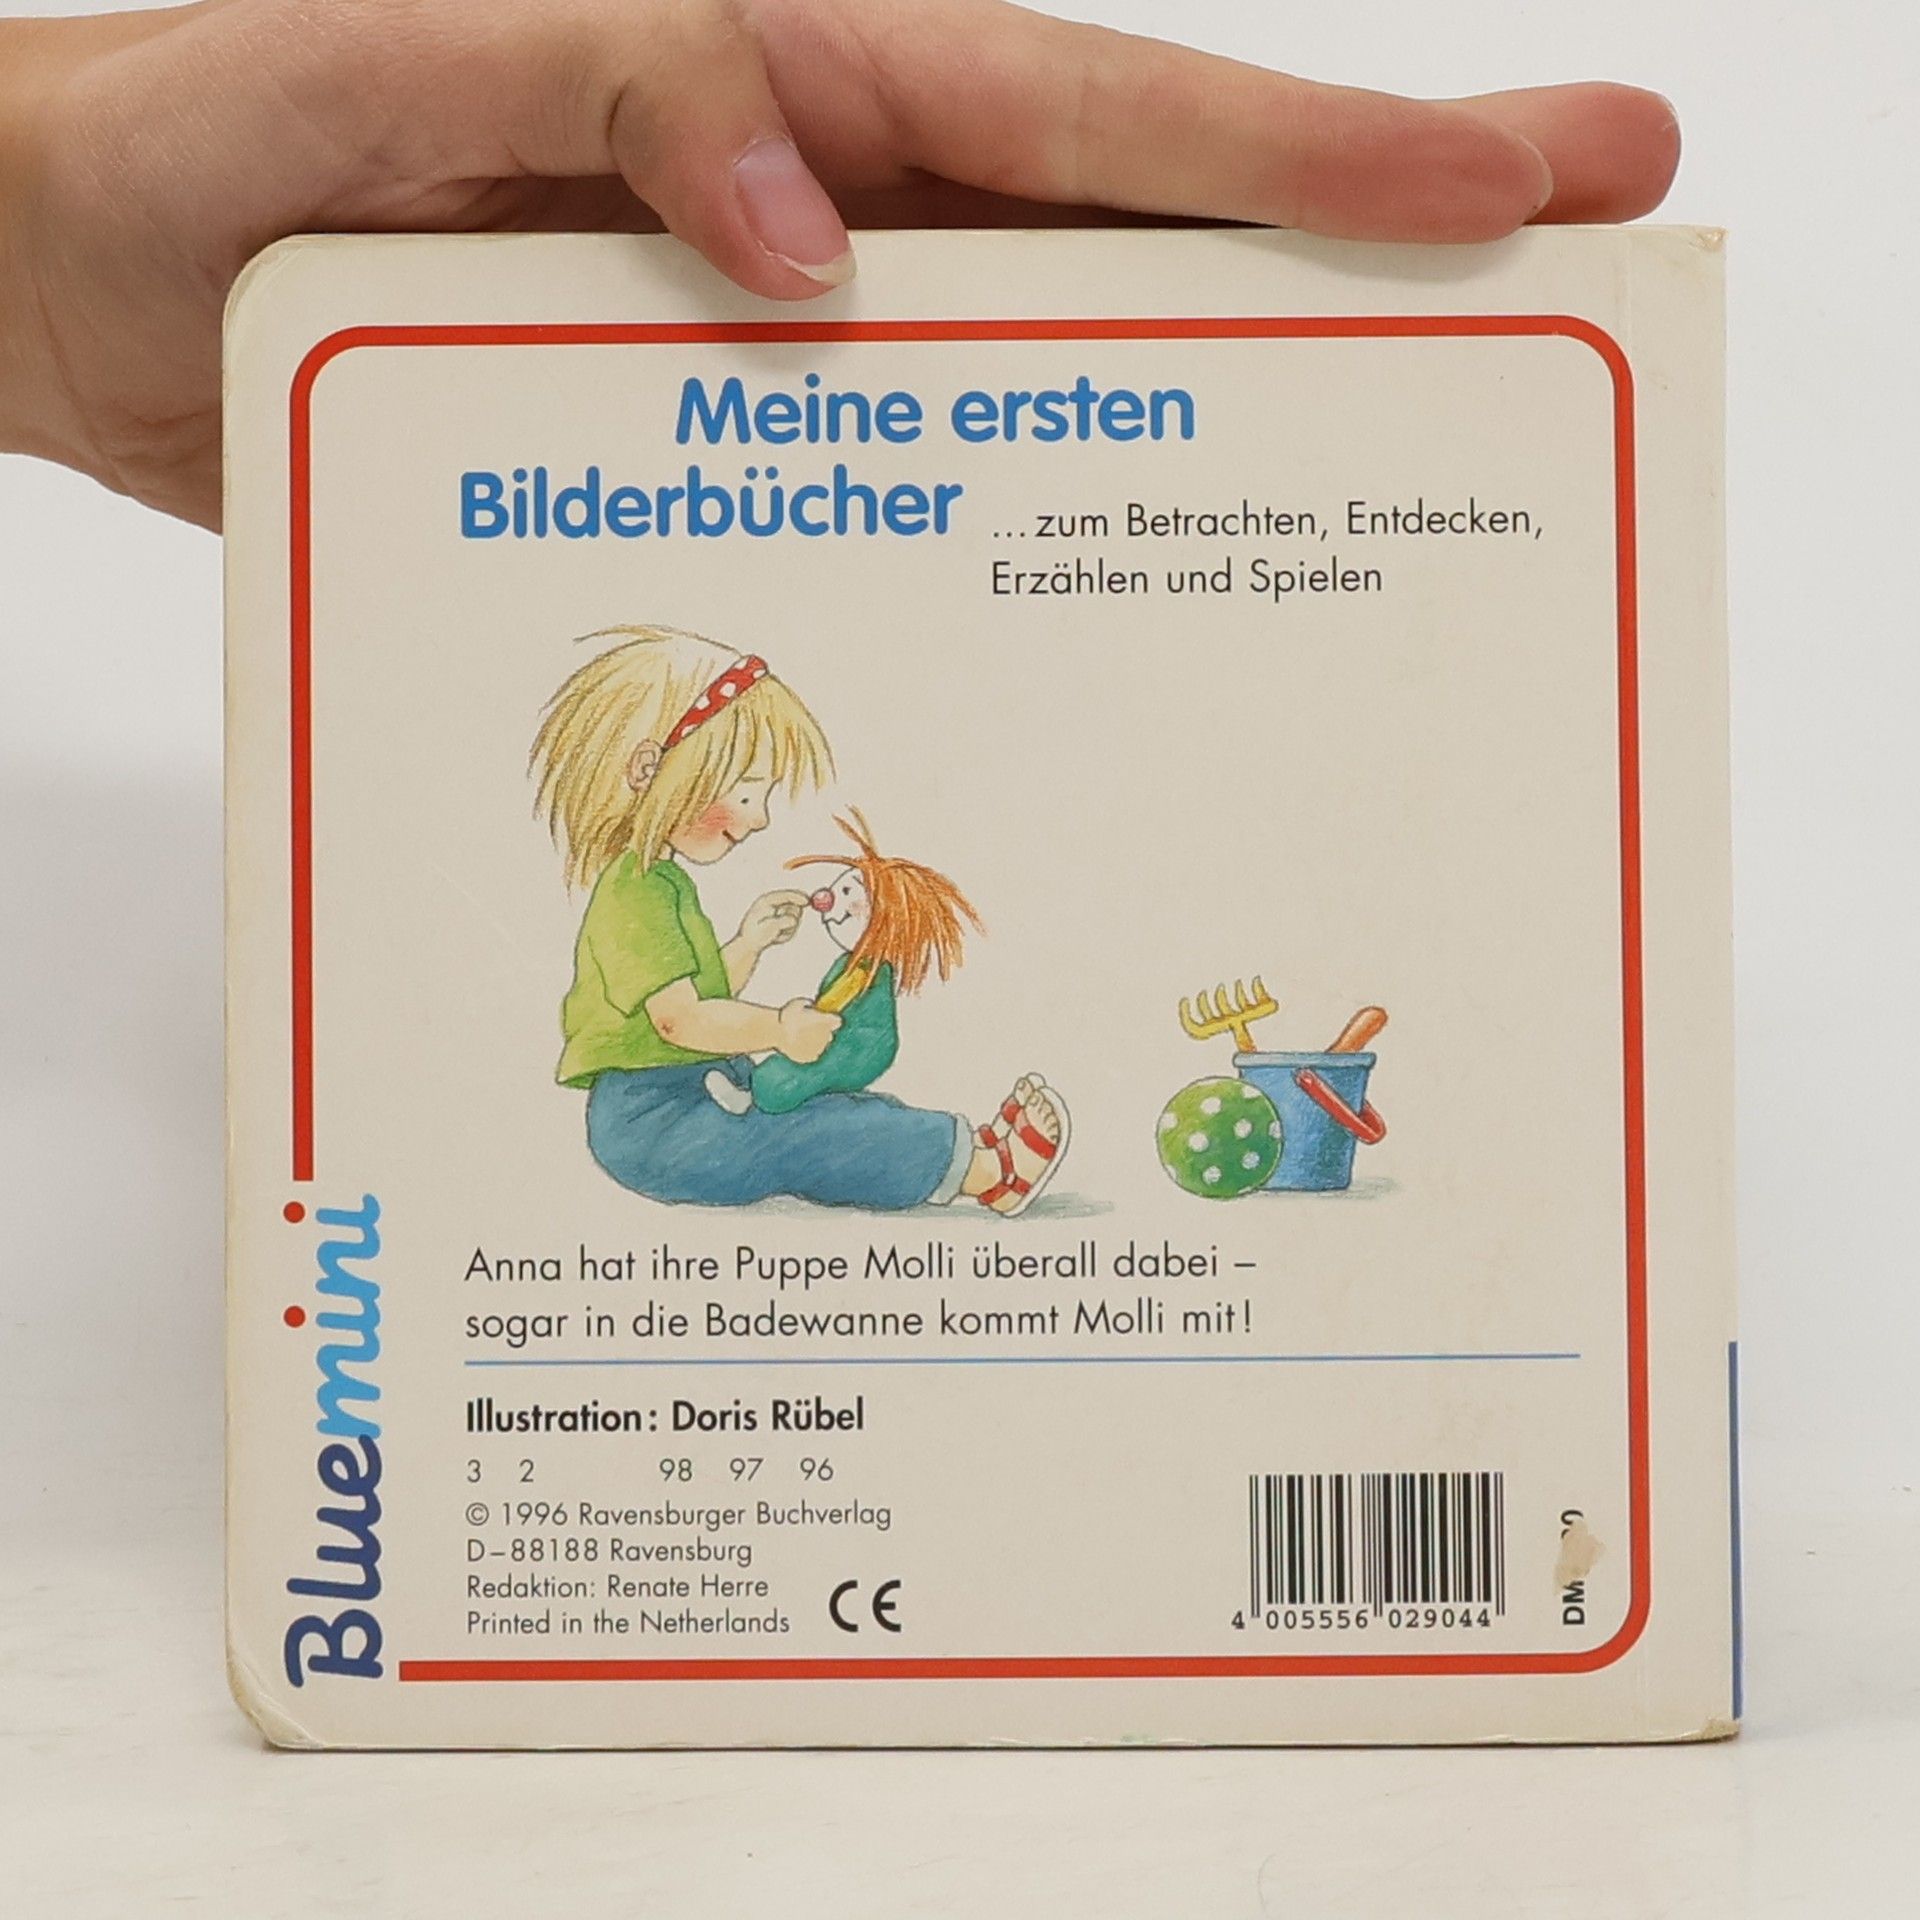 Meine ersten
Bilderbücher
...zum Betrachten, Entdecken,
Erzählen und Spielen
Anna hat ihre Puppe Molli überall dabei –
sogar in die Badewanne kommt Molli mit!
Illustration: Doris Rübel
3 2 98 97 96
© 1996 Ravensburger Buchverlag
D–88188 Ravensburg
Redaktion: Renate Herre
Printed in the Netherlands
CE
4 005556 029044
DM
Bluemini